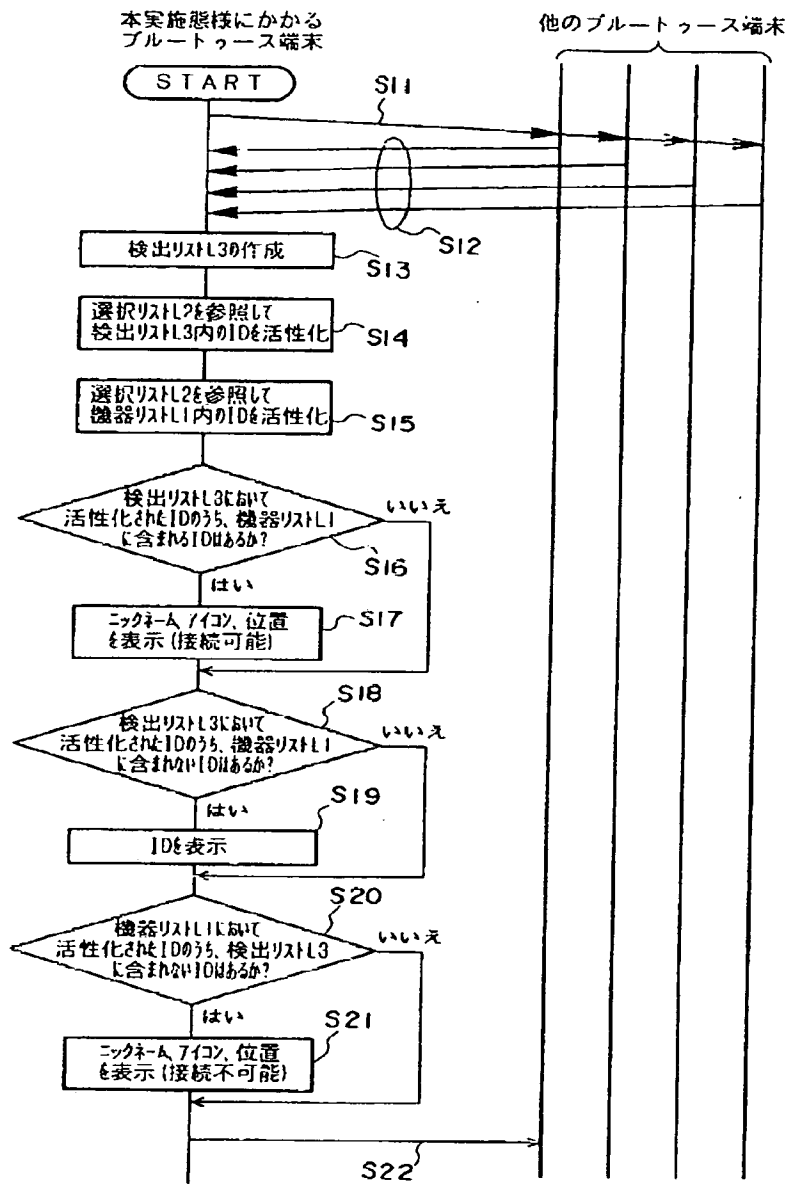 本実施態様にかかる
ブルートゥース端末
他のブルートゥース端末
START
S11
S12
検出リストL3の作成
S13
選択リストL2を参照して
検出リストL3内のIDを活性化
S14
選択リストL2を参照して
機器リストL1内のIDを活性化
S15
検出リストL3において
活性化されたIDのうち、機器リストL1
に含まれるIDはあるか?
いいえ
S16
はい
ニックネーム、アイコン、位置
を表示(接続可能)
S17
S18
検出リストL3において
活性化されたIDのうち、機器リストL1
に含まれないIDはあるか?
いいえ
はい
S19
IDを表示
S20
機器リストL1において
活性化されたIDのうち、検出リストL3
に含まれないIDはあるか?
いいえ
はい
S21
ニックネーム、アイコン、位置
を表示(接続不可能)
S22